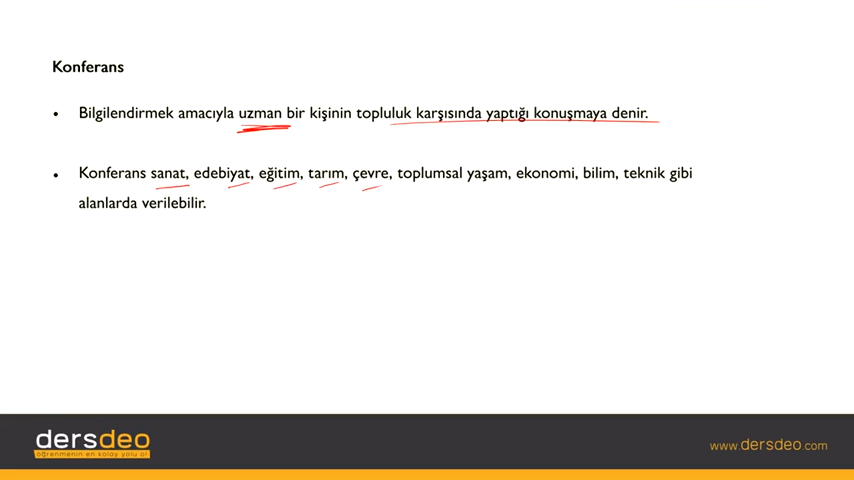 Konferans
• Bilgilendirmek amacıyla uzman bir kişinin topluluk karşısında yaptığı konuşmaya denir.
• Konferans sanat, edebiyat, eğitim, tarım, çevre, toplumsal yaşam, ekonomi, bilim, teknik gibi
alanlarda verilebilir.
dersdeo
öğrenmenin en kolay yolu ol
www.dersdeo.com